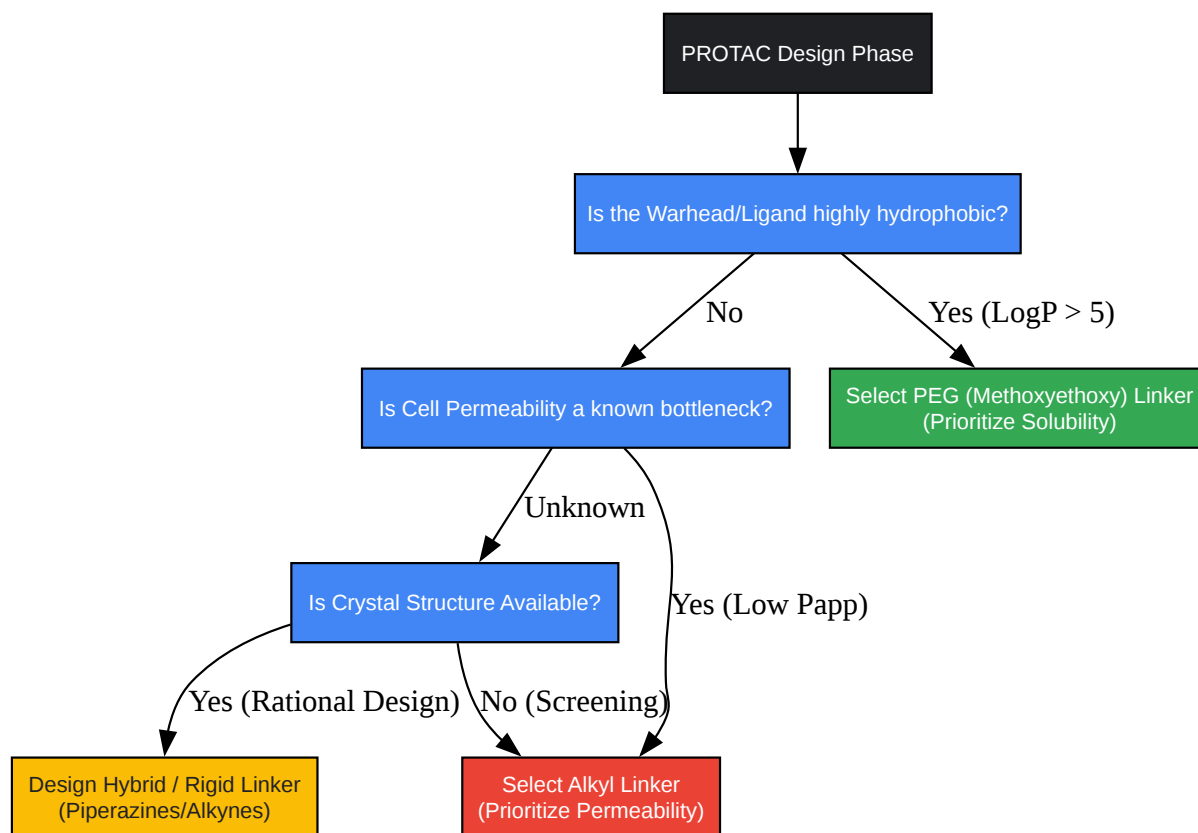 PROTAC Design Phase
Is the Warhead/Ligand highly hydrophobic?
No
Yes (LogP > 5)
Is Cell Permeability a known bottleneck?
Select PEG (Methoxyethoxy) Linker
(Prioritize Solubility)
Unknown
Is Crystal Structure Available?
Yes (Low Papp)
Yes (Rational Design)
No (Screening)
Design Hybrid / Rigid Linker
(Piperazines/Alkynes)
Select Alkyl Linker
(Prioritize Permeability)